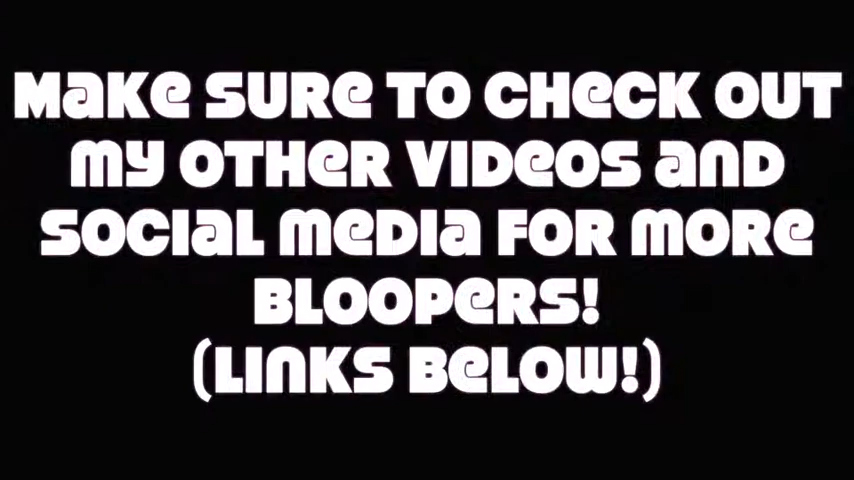 Make sure to check out
my other videos and
social media for more
bloopers!
(Links below!)